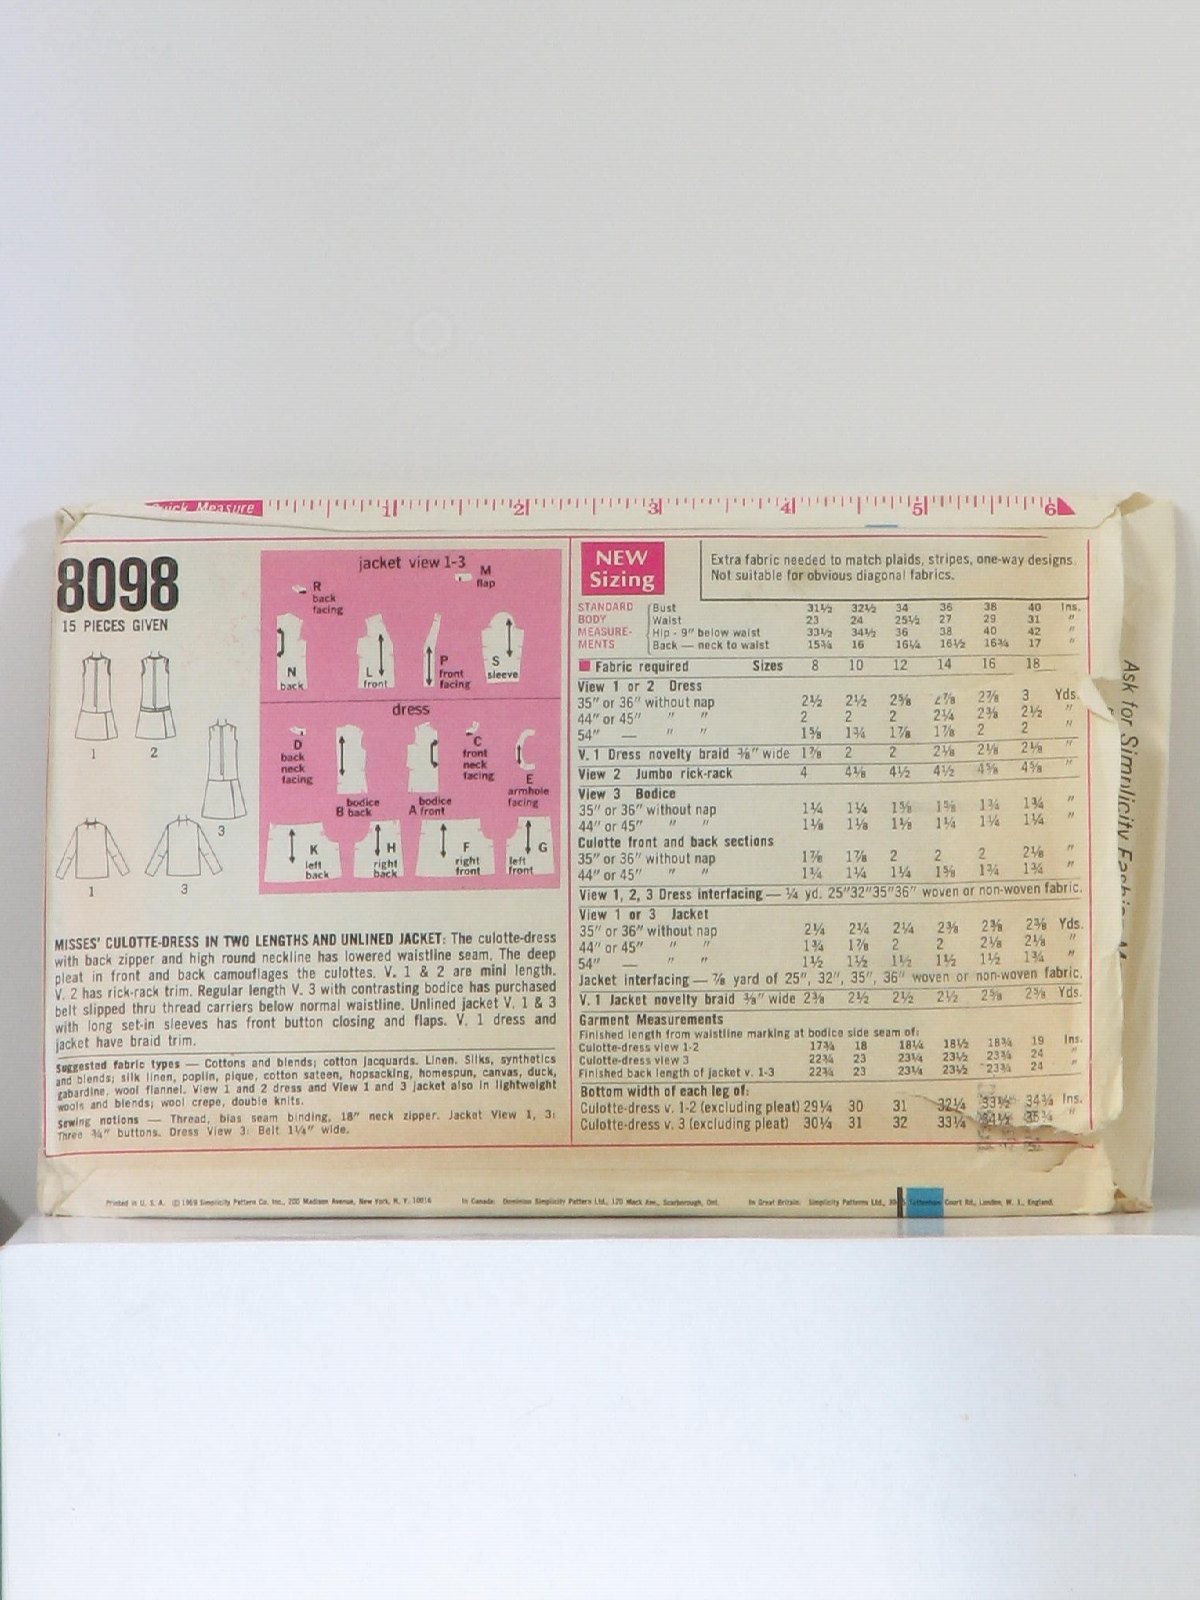 Quick Measure 1 2 3 4 5 6
8098
15 PIECES GIVEN
1
2
3
1
3
jacket view 1-3
R back facing
M flap
N back
L front
P front facing
S sleeve
dress
D back neck facing
B bodice back
A bodice front
C front neck facing
E armhole facing
K left back
H right back
F right front
G left front
MISSES' CULOTTE-DRESS IN TWO LENGTHS AND UNLINED JACKET: The culotte-dress
with back zipper and high round neckline has lowered waistline seam. The deep
pleat in front and back camouflages the culottes. V. 1 & 2 are mini length.
V. 2 has rick-rack trim. Regular length V. 3 with contrasting bodice has purchased
belt slipped thru thread carriers below normal waistline. Unlined jacket V. 1 & 3
with long set-in sleeves has front button closing and flaps. V. 1 dress and
jacket have braid trim.
Suggested fabric types — Cottons and blends; cotton jacquards. Linen. Silks, synthetics
and blends; silk linen, poplin, pique, cotton sateen, hopsacking, homespun, canvas, duck,
gabardine, wool flannel. View 1 and 2 dress and View 1 and 3 jacket also in lightweight
wools and blends; wool crepe, double knits.
Sewing notions — Thread, bias seam binding, 18" neck zipper. Jacket View 1, 3:
Three ¾" buttons. Dress View 3: Belt 1¼" wide.
NEW
Sizing
Extra fabric needed to match plaids, stripes, one-way designs.
Not suitable for obvious diagonal fabrics.
STANDARD BODY MEASUREMENTS
Bust 31½ 32½ 34 36 38 40 Ins.
Waist 23 24 25½ 27 29 31 "
Hip - 9" below waist 33½ 34½ 36 38 40 42 "
Back — neck to waist 15¾ 16 16¼ 16½ 16¾ 17 "
Fabric required Sizes 8 10 12 14 16 18
View 1 or 2 Dress
35" or 36" without nap 2½ 2½ 2⅝ 2⅞ 2⅞ 3 Yds.
44" or 45" " " 2 2 2 2¼ 2⅜ 2½ "
54" — " " 1⅝ 1¾ 1⅞ 1⅞ 2 2 "
V. 1 Dress novelty braid ⅜" wide 1⅞ 2 2 2⅛ 2⅛ 2⅛ "
View 2 Jumbo rick-rack 4 4⅛ 4½ 4½ 4⅝ 4⅝ "
View 3 Bodice
35" or 36" without nap 1¼ 1¼ 1⅝ 1⅝ 1¾ 1¾ "
44" or 45" " " 1⅛ 1⅛ 1⅛ 1¼ 1¼ 1¼ "
Culotte front and back sections
35" or 36" without nap 1⅞ 1⅞ 2 2 2 2⅛ "
44" or 45" " " 1¼ 1¼ 1¼ 1⅝ 1¾ 1¾ "
View 1, 2, 3 Dress interfacing — ¼ yd. 25"32"35"36" woven or non-woven fabric.
View 1 or 3 Jacket
35" or 36" without nap 2¼ 2¼ 2¼ 2⅜ 2⅜ 2⅜ Yds.
44" or 45" " " 1¾ 1⅞ 2 2 2⅛ 2⅛ "
54" — " " 1½ 1½ 1½ 1½ 1½ 1¾ "
Jacket interfacing — ⅞ yard of 25", 32", 35", 36" woven or non-woven fabric.
V. 1 Jacket novelty braid ⅜" wide 2⅜ 2½ 2½ 2½ 2⅝ 2⅝ Yds.
Garment Measurements
Finished length from waistline marking at bodice side seam of:
Culotte-dress view 1-2 17¾ 18 18¼ 18½ 18¾ 19 Ins.
Culotte-dress view 3 22¾ 23 23¼ 23½ 23¾ 24 "
Finished back length of jacket v. 1-3 22¾ 23 23¼ 23½ 23¾ 24 "
Bottom width of each leg of:
Culotte-dress v. 1-2 (excluding pleat) 29¼ 30 31 32¼ 33½ 34¾ Ins.
Culotte-dress v. 3 (excluding pleat) 30¼ 31 32 33¼ 34½ 35¾ "
Printed in U. S. A. © 1969 Simplicity Pattern Co. Inc., 200 Madison Avenue, New York, N. Y. 10016 In Canada: Dominion Simplicity Pattern Ltd., 120 Mack Ave., Scarborough, Ont. In Great Britain: Simplicity Patterns Ltd., Tottenham Court Rd., London, W. 1., England.
Ask for Simplicity